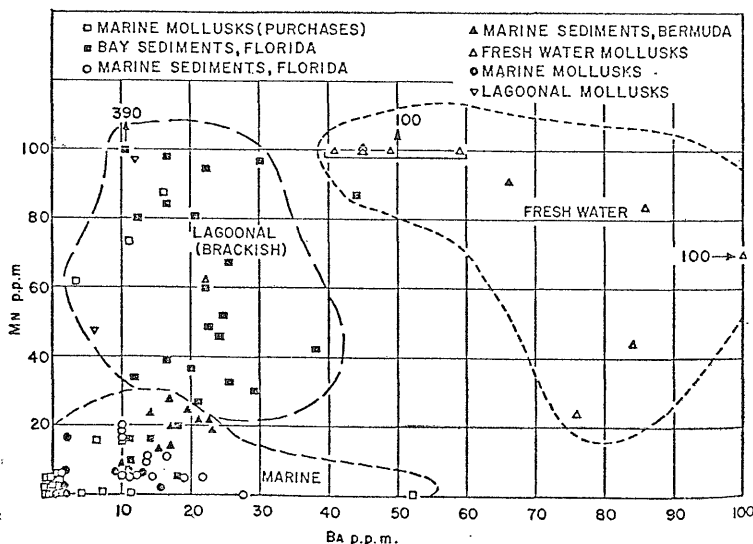 MARINE MOLLUSKS (PURCHASES)
BAY SEDIMENTS, FLORIDA
MARINE SEDIMENTS, FLORIDA
MARINE SEDIMENTS, BERMUDA
FRESH WATER MOLLUSKS
MARINE MOLLUSKS
LAGOONAL MOLLUSKS
390
100
100
80
60
40
20
MN p.p.m
LAGOONAL
(BRACKISH)
FRESH WATER
100
MARINE
10 20 30 40 50 60 70 80 90 100
BA p.p.m.